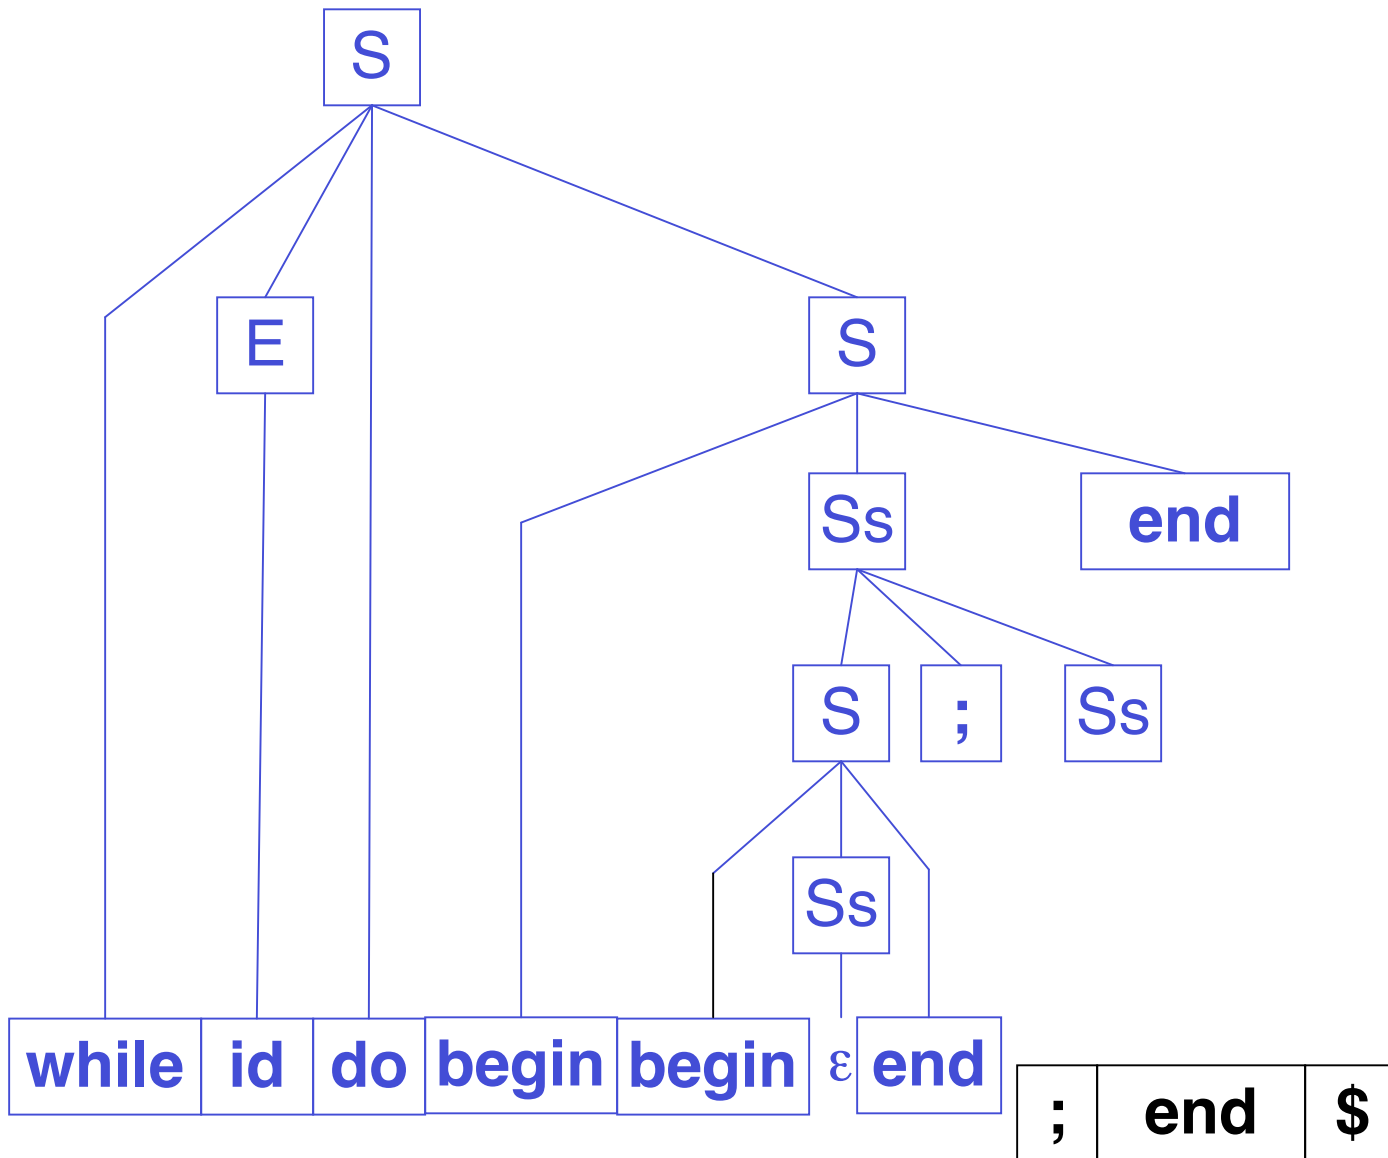 S
E S
Ss end
S ; Ss
Ss
while id do begin begin ε end
; end $